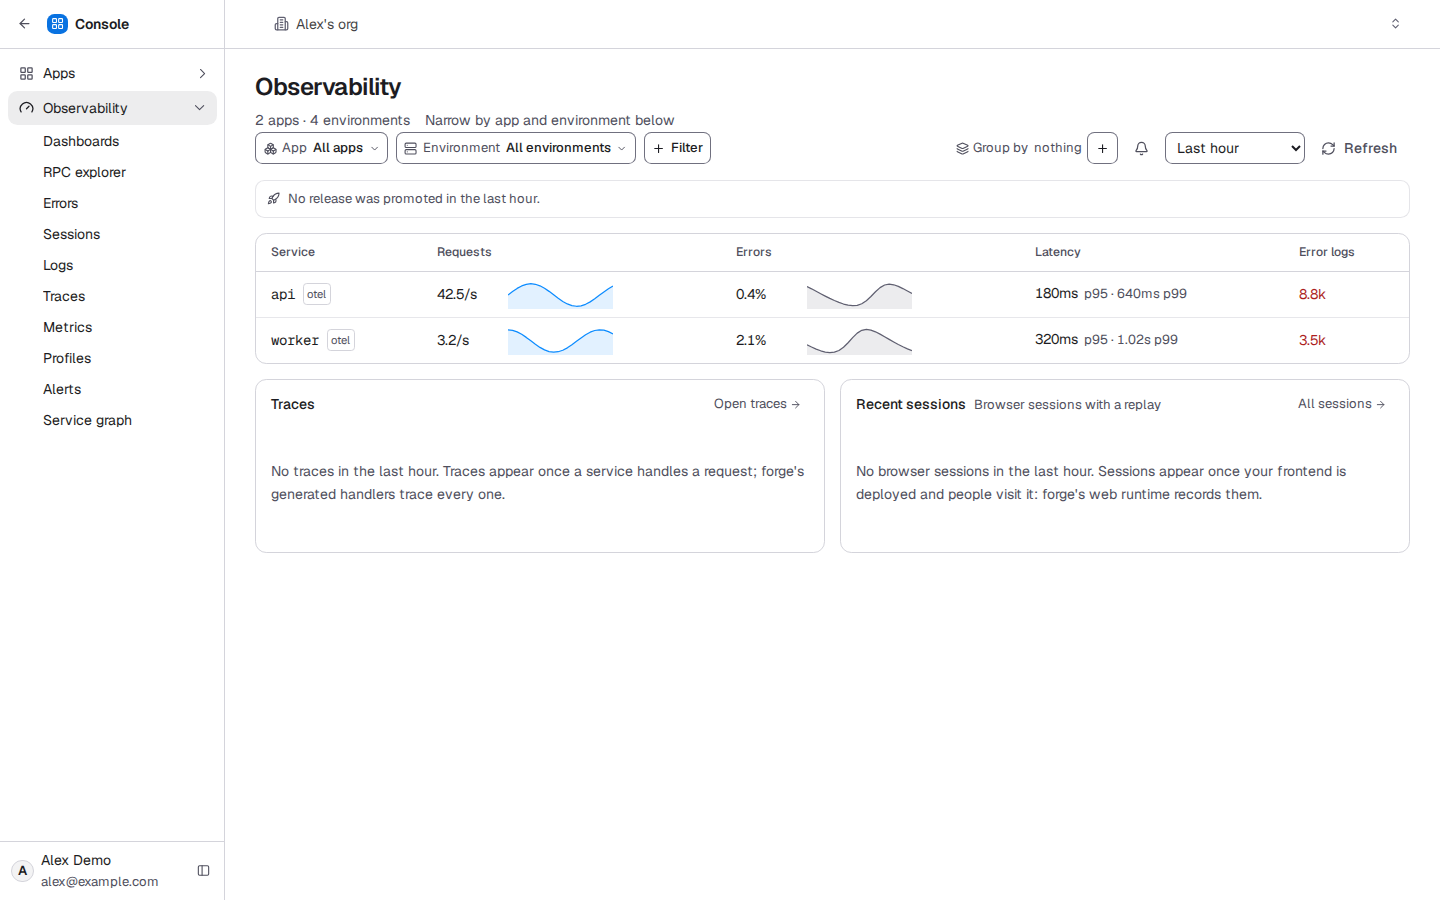 Console
Alex's org
Apps
Observability
Dashboards
RPC explorer
Errors
Sessions
Logs
Traces
Metrics
Profiles
Alerts
Service graph
A
Alex Demo
alex@example.com
Observability
2 apps · 4 environments Narrow by app and environment below
App All apps Environment All environments + Filter Group by nothing + Last hour Refresh
No release was promoted in the last hour.
Service Requests Errors Latency Error logs
api otel 42.5/s 0.4% 180ms p95 · 640ms p99 8.8k
worker otel 3.2/s 2.1% 320ms p95 · 1.02s p99 3.5k
Traces Open traces →
No traces in the last hour. Traces appear once a service handles a request; forge's
generated handlers trace every one.
Recent sessions Browser sessions with a replay All sessions →
No browser sessions in the last hour. Sessions appear once your frontend is
deployed and people visit it: forge's web runtime records them.